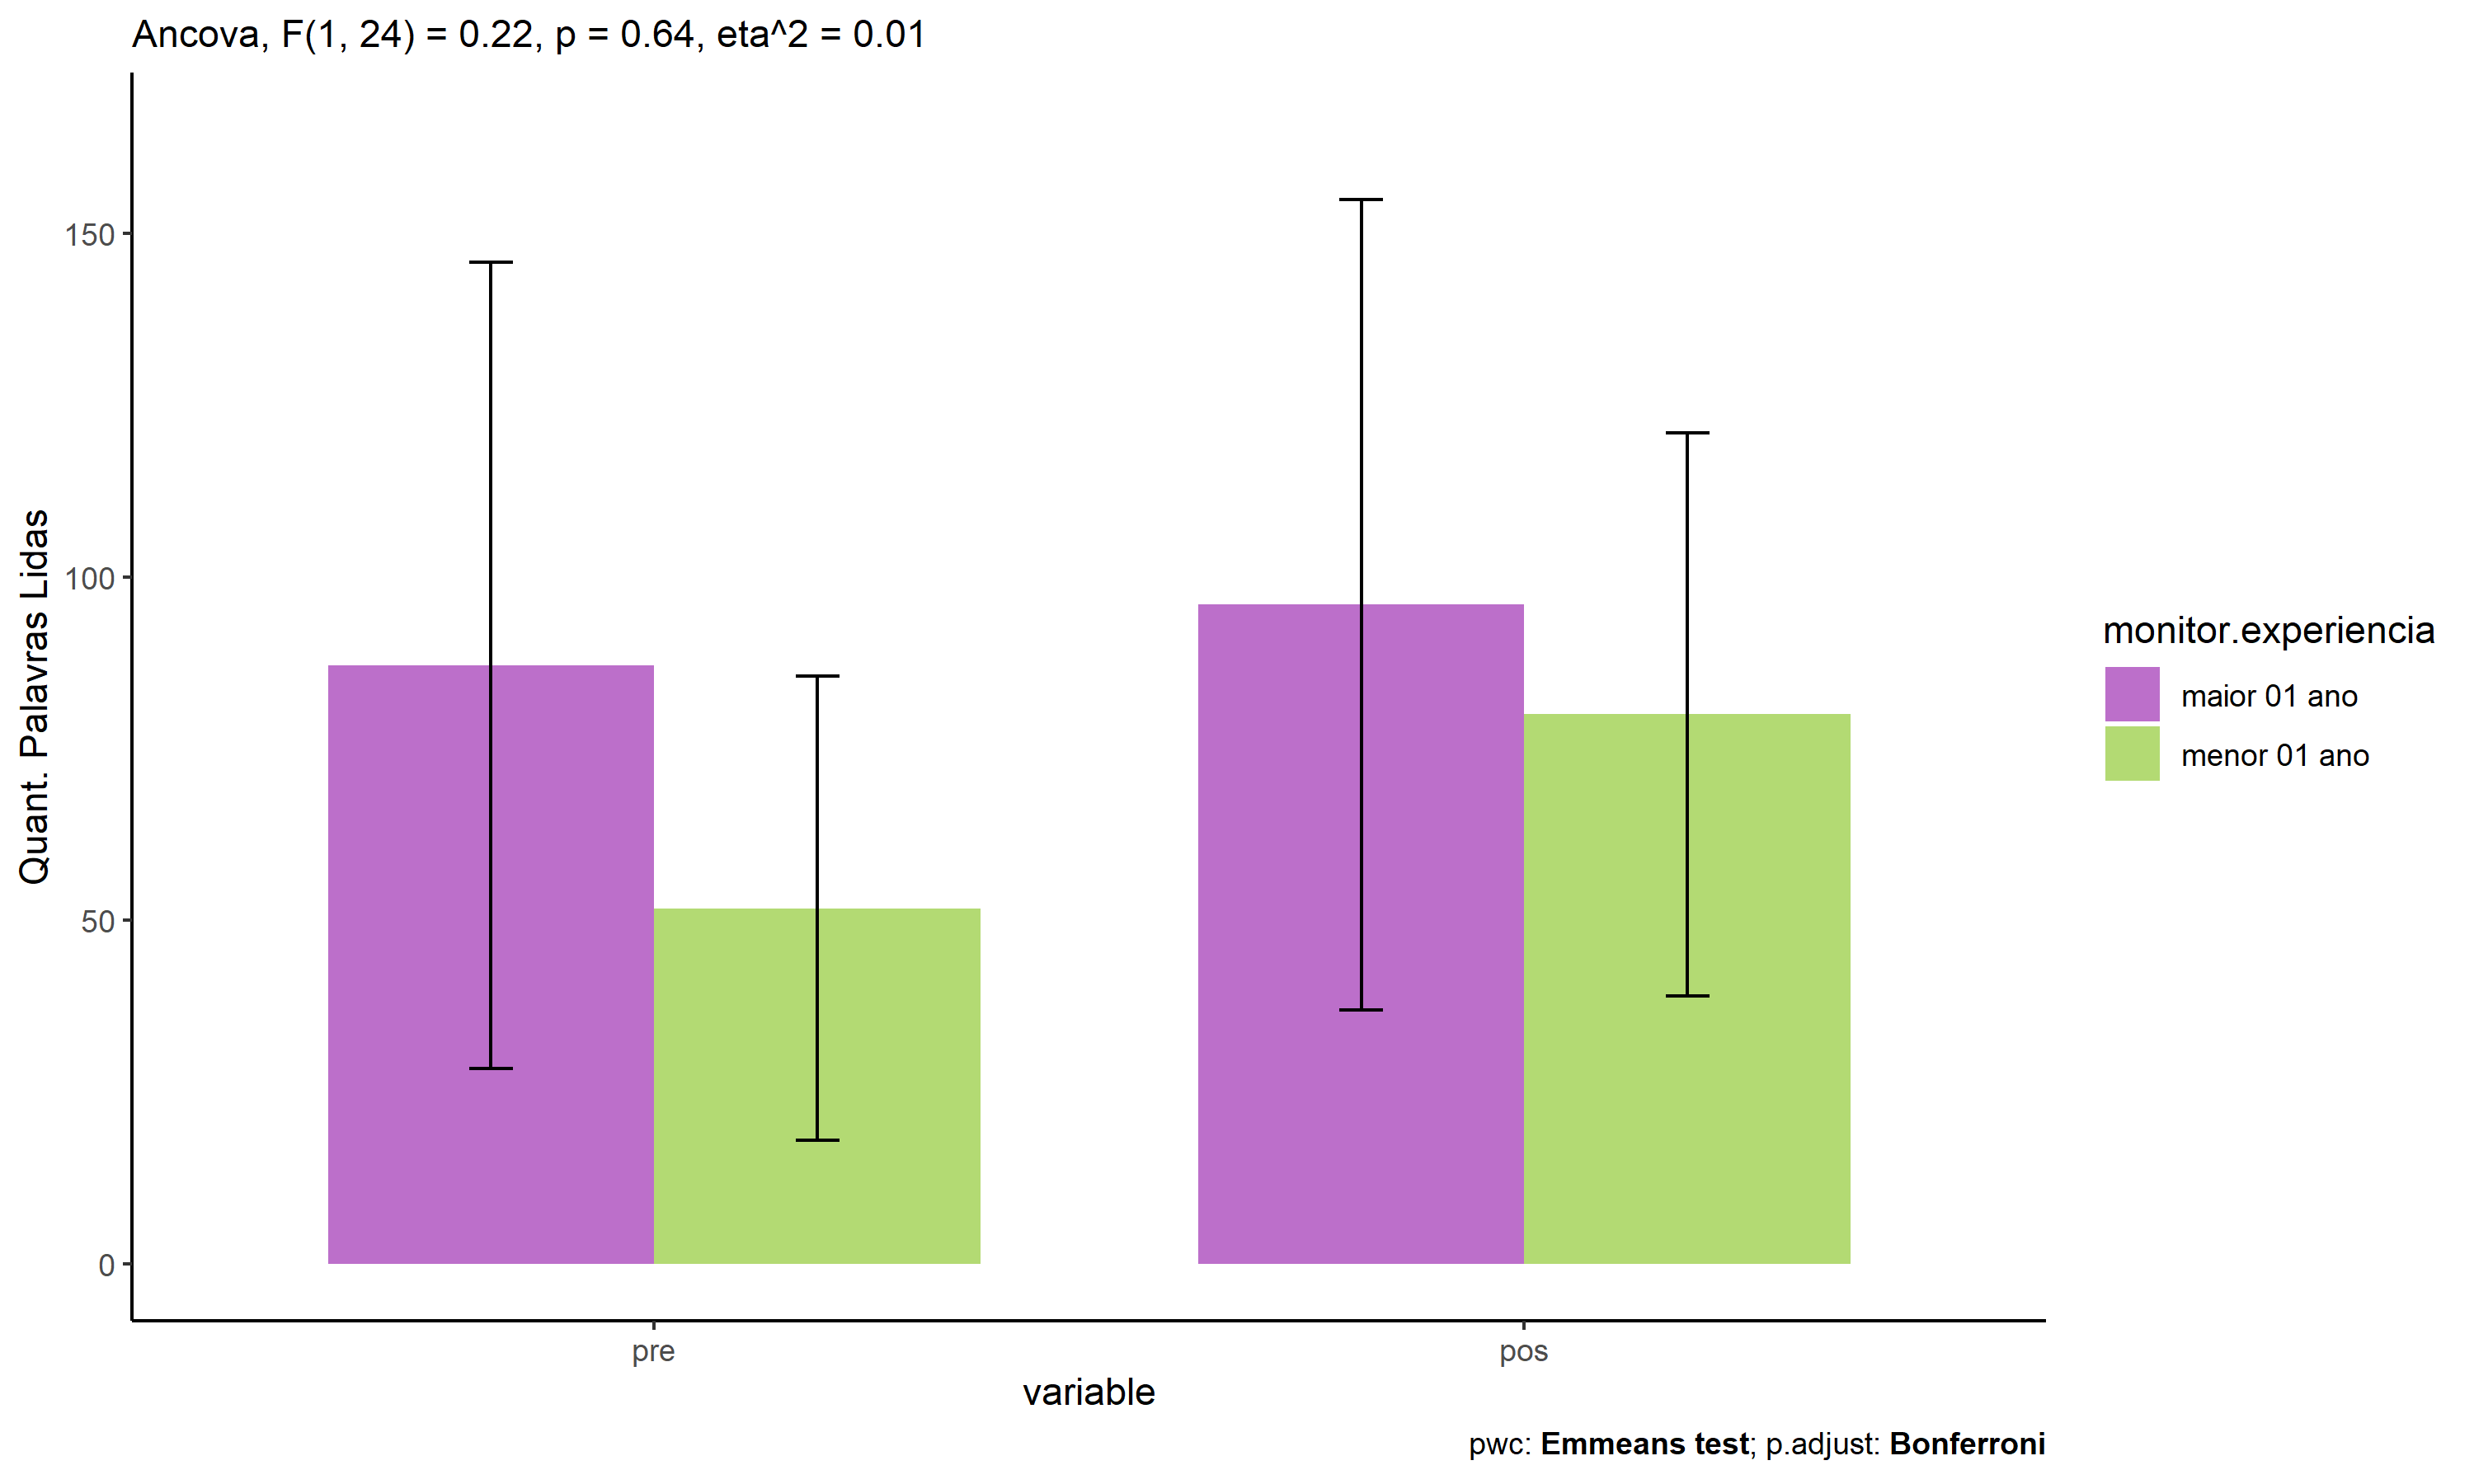 Ancova, F(1, 24) = 0.22, p = 0.64, eta^2 = 0.01
150
100
50
0
Quant. Palavras Lidas
pre
pos
variable
monitor.experiencia
maior 01 ano
menor 01 ano
pwc: Emmeans test; p.adjust: Bonferroni